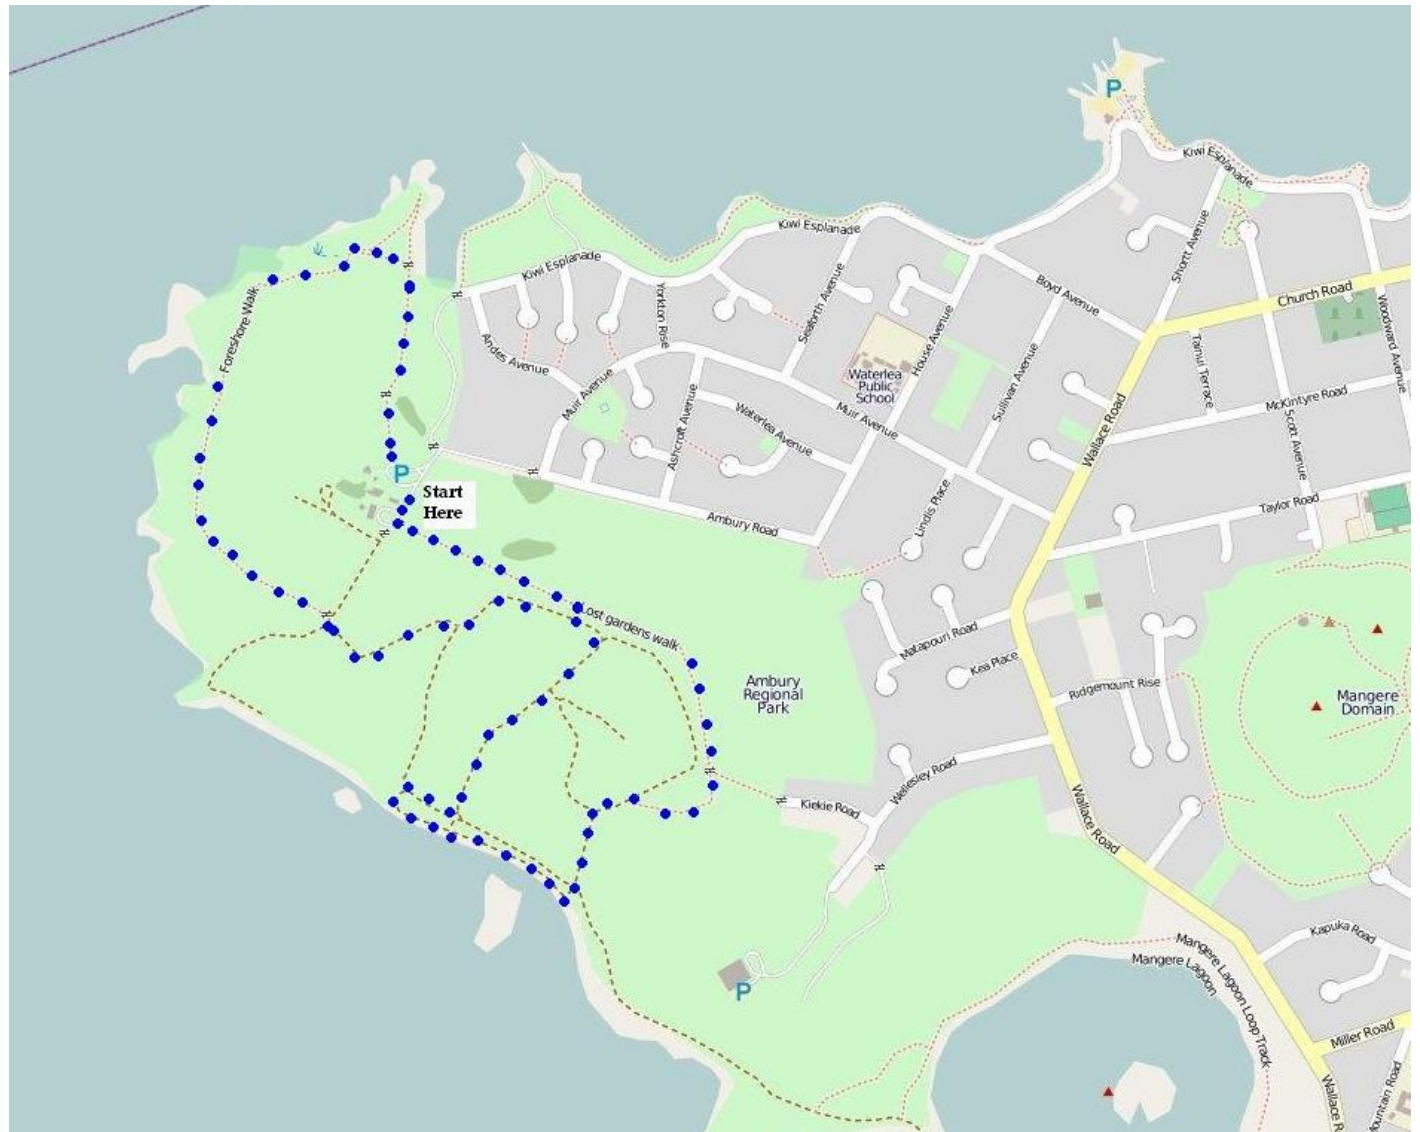 P
Kiwi Esplanade
Kiwi Esplanade
Kiwi Esplanade
Shortt Avenue
Boyd Avenue
Church Road
Woodward Avenue
Foreshore Walk
Yorkton Rise
Seaforth Avenue
House Avenue
Andes Avenue
Muir Avenue
Waterlea
Public
School
Sullivan Avenue
Tainui Terrace
McKintyre Road
Scott Avenue
Wallace Road
Ashcroft Avenue
Waterlea Avenue
Muir Avenue
P
Start
Here
Ambury Road
Lindis Place
Taylor Road
Lost gardens walk
Matapouri Road
Kea Place
Ambury
Regional
Park
Ridgemount Rise
Mangere
Domain
Wellesley Road
Kiekie Road
Wallace Road
Kapuka Road
Mangere Lagoon Loop Track
Mangere Lagoon
P
Miller Road
Wallace R
ountain Road